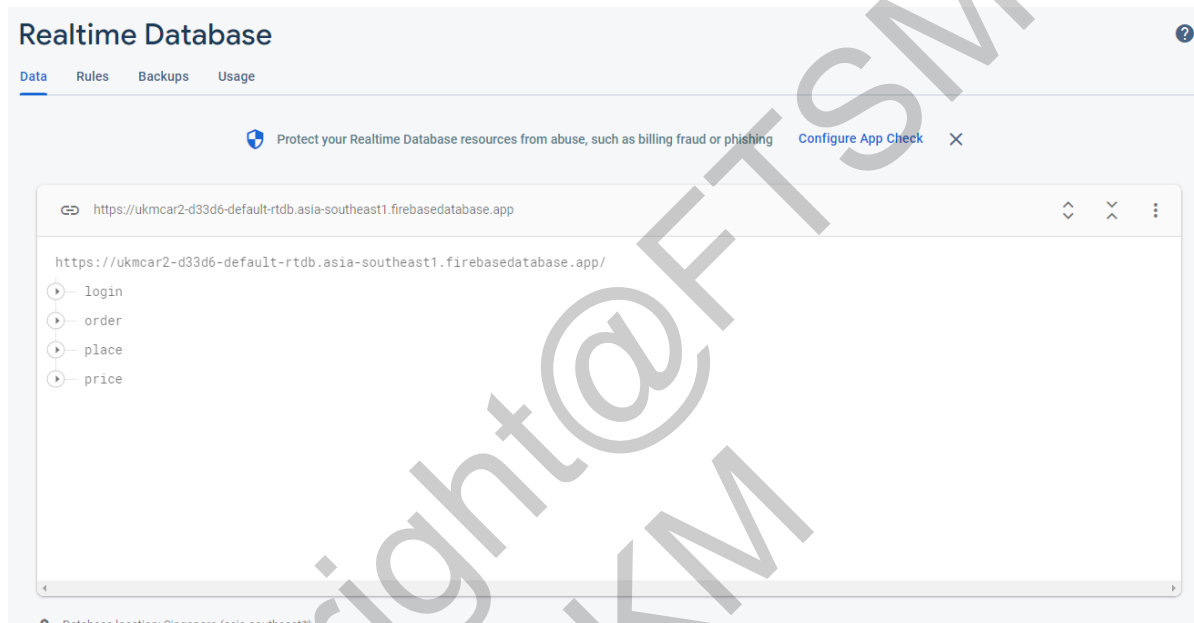 Realtime Database
Data Rules Backups Usage
Protect your Realtime Database resources from abuse, such as billing fraud or phishing Configure App Check
https://ukmcar2-d33d6-default-rtdb.asia-southeast1.firebasedatabase.app
https://ukmcar2-d33d6-default-rtdb.asia-southeast1.firebasedatabase.app/
login
order
place
price
right@FTSM
KM